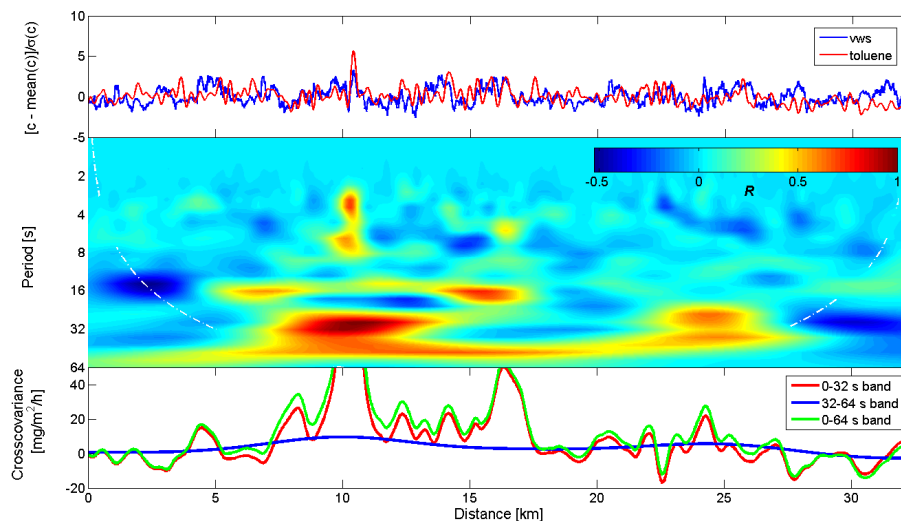 [c - mean(c)]/σ(c)
10
5
0
-5
vws
toluene
Period [s]
2
4
8
16
32
64
-0.5 0 0.5 1
R
Crosscovariance
[mg/m²/h]
40
20
0
-20
0-32 s band
32-64 s band
0-64 s band
0 5 10 15 20 25 30
Distance [km]